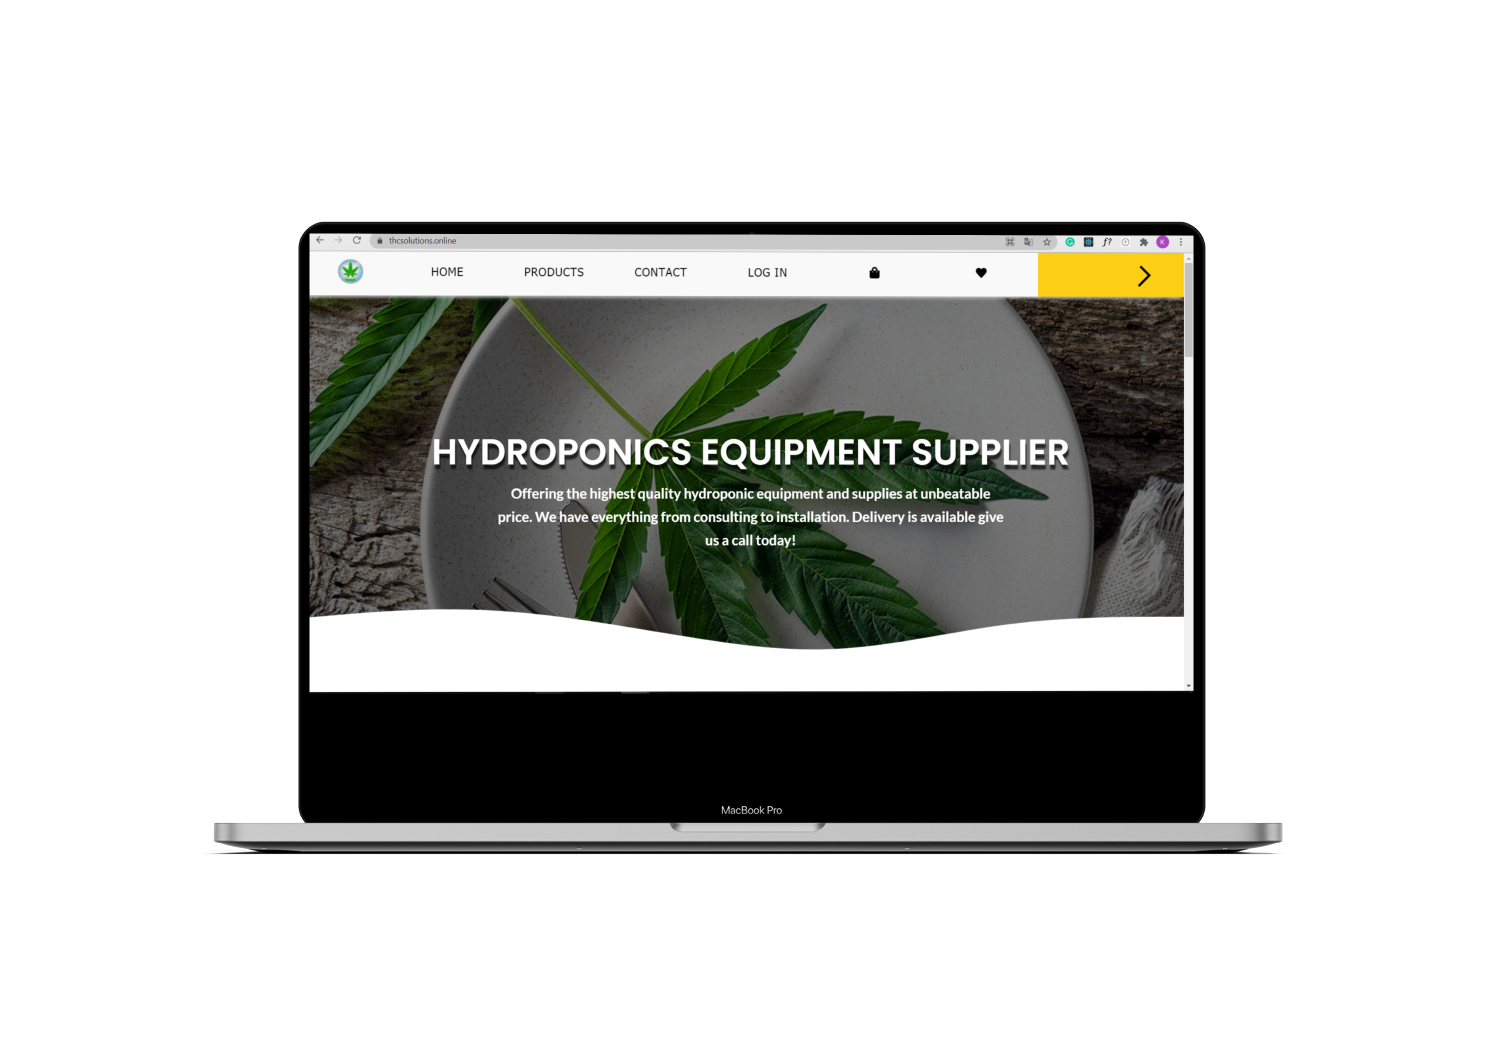 thcsolutions.online
HOME PRODUCTS CONTACT LOG IN
HYDROPONICS EQUIPMENT SUPPLIER
Offering the highest quality hydroponic equipment and supplies at unbeatable
price. We have everything from consulting to installation. Delivery is available give
us a call today!
MacBook Pro